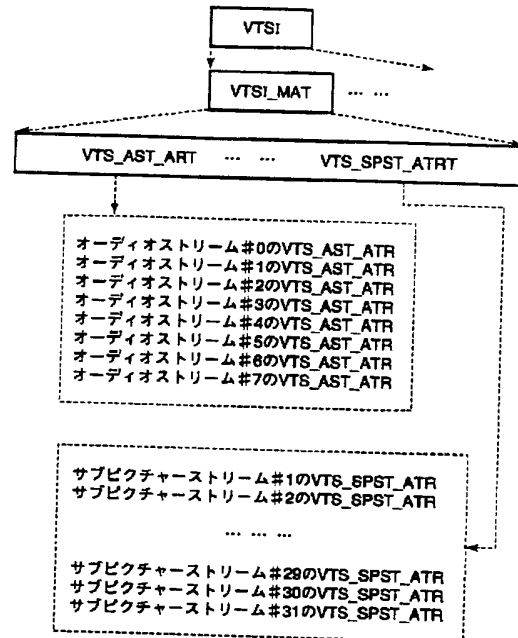 VTSI
VTSI_MAT … …
VTS_AST_ART … … VTS_SPST_ATRT
オーディオストリーム#0のVTS_AST_ATR
オーディオストリーム#1のVTS_AST_ATR
オーディオストリーム#2のVTS_AST_ATR
オーディオストリーム#3のVTS_AST_ATR
オーディオストリーム#4のVTS_AST_ATR
オーディオストリーム#5のVTS_AST_ATR
オーディオストリーム#6のVTS_AST_ATR
オーディオストリーム#7のVTS_AST_ATR
サブピクチャーストリーム#1のVTS_SPST_ATR
サブピクチャーストリーム#2のVTS_SPST_ATR
… … …
サブピクチャーストリーム#29のVTS_SPST_ATR
サブピクチャーストリーム#30のVTS_SPST_ATR
サブピクチャーストリーム#31のVTS_SPST_ATR